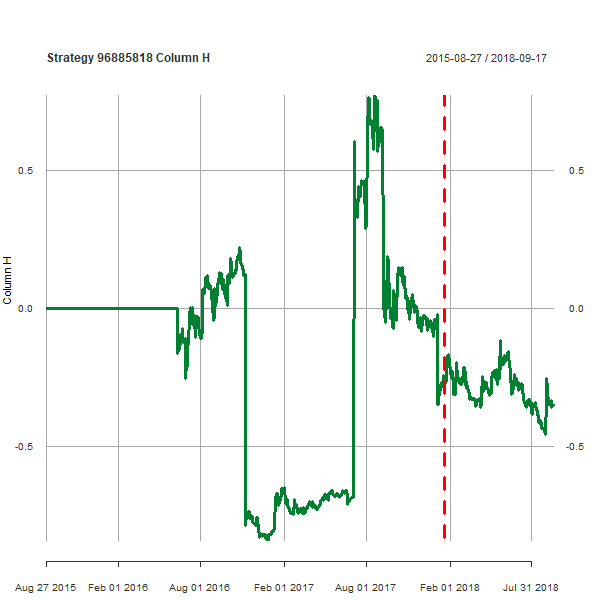 Strategy 96885818 Column H
2015-08-27 / 2018-09-17
0.5
0.5
Column H
0.0
0.0
-0.5
-0.5
Aug 27 2015
Feb 01 2016
Aug 01 2016
Feb 01 2017
Aug 01 2017
Feb 01 2018
Jul 31 2018